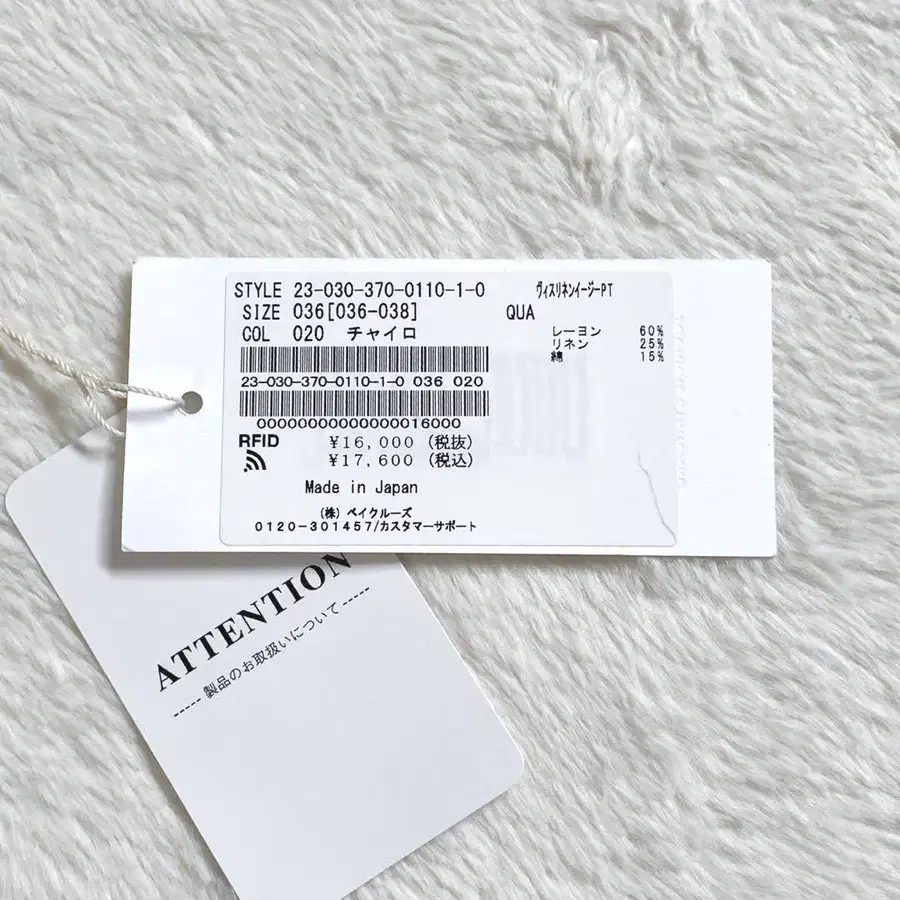 STYLE 23-030-370-0110-1-0 ヴィスリネンイージーPT
SIZE 036[036-038] QUA
COL 020 チャイロ
レーヨン 60%
リネン 25%
綿 15%
23-030-370-0110-1-0 036 020
00000000000000016000
RFID
¥16,000 (税抜)
¥17,600 (税込)
Made in Japan
(株) ベイクルーズ
0120-301457/カスタマーサポート
ATTENTION
----- 製品のお取扱いについて -----